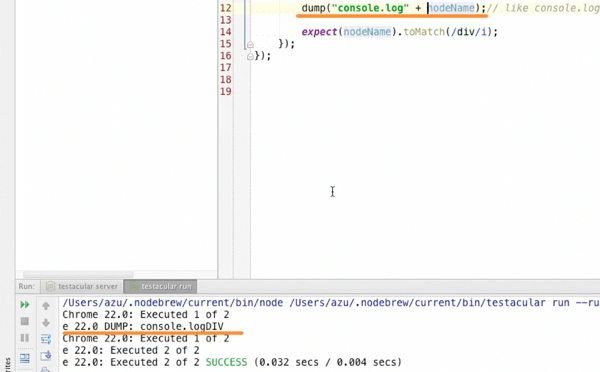 12 dump("console.log" + nodeName);// like console.log
13
14 expect(nodeName).toMatch(/div/i);
15 });
16 });
17
18
19
Run: testacular server testacular run
/Users/azu/.nodebrew/current/bin/node /Users/azu/.nodebrew/current/bin/testacular run --ru
Chrome 22.0: Executed 1 of 2
e 22.0 DUMP: console.logDIV
Chrome 22.0: Executed 1 of 2
e 22.0: Executed 2 of 2
e 22.0: Executed 2 of 2 SUCCESS (0.032 secs / 0.004 secs)
orites